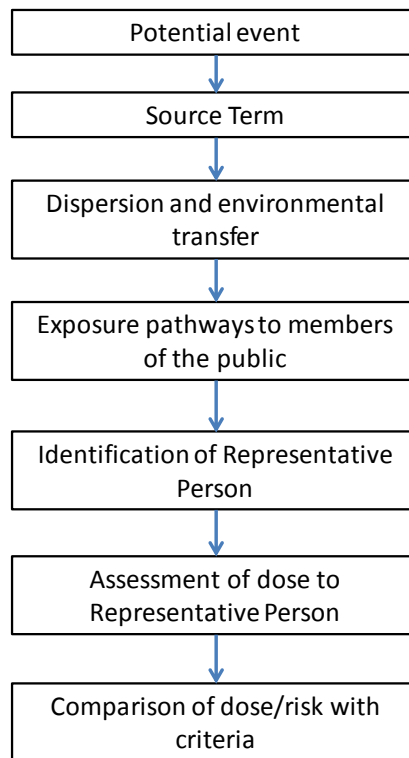 Potential event
Source Term
Dispersion and environmental
transfer
Exposure pathways to members
of the public
Identification of Representative
Person
Assessment of dose to
Representative Person
Comparison of dose/risk with
criteria